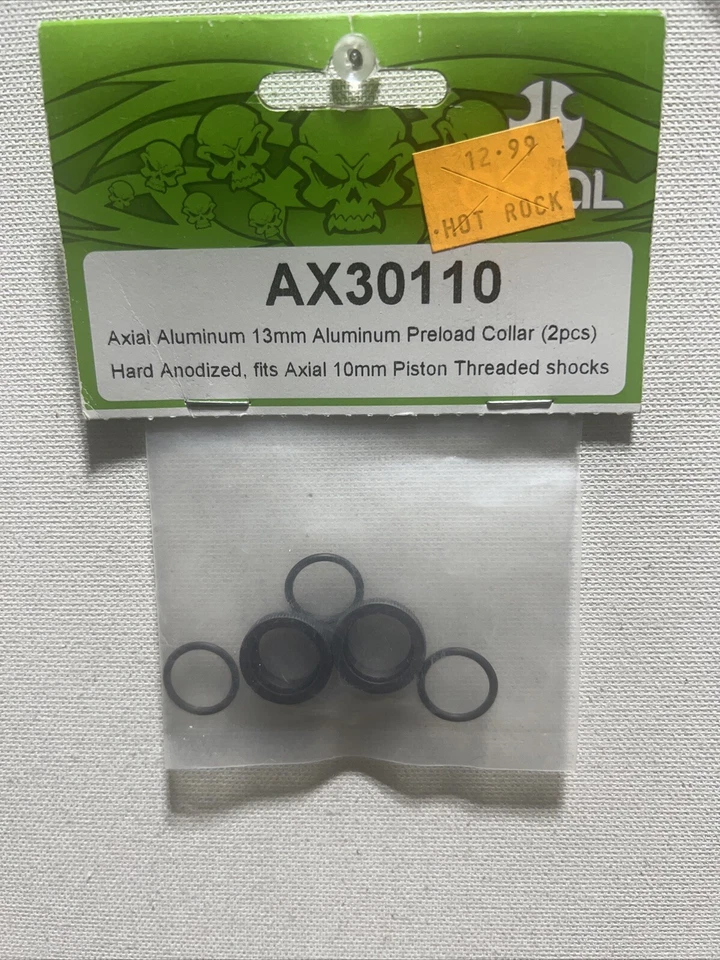 12.99
HOT ROCK
AL
AX30110
Axial Aluminum 13mm Aluminum Preload Collar (2pcs)
Hard Anodized, fits Axial 10mm Piston Threaded shocks